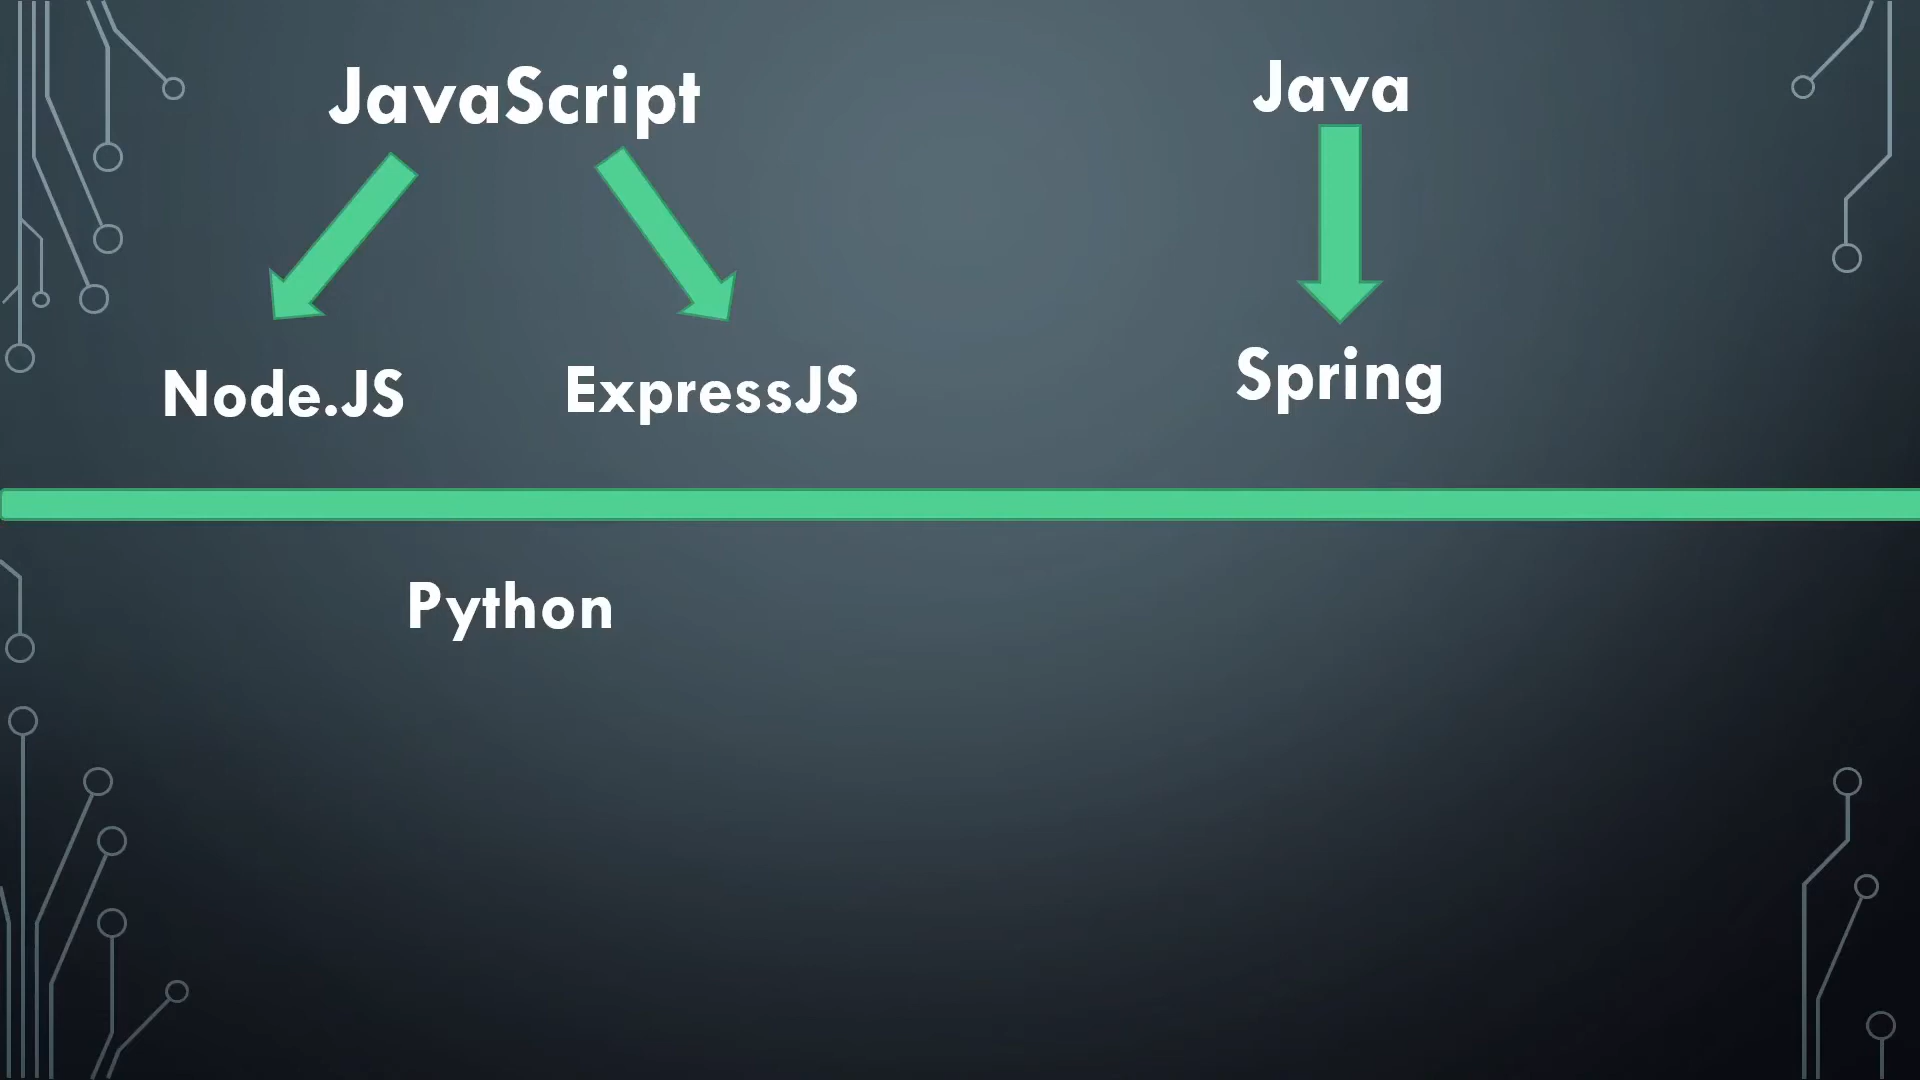 JavaScript
Java
Node.JS
ExpressJS
Spring
Python